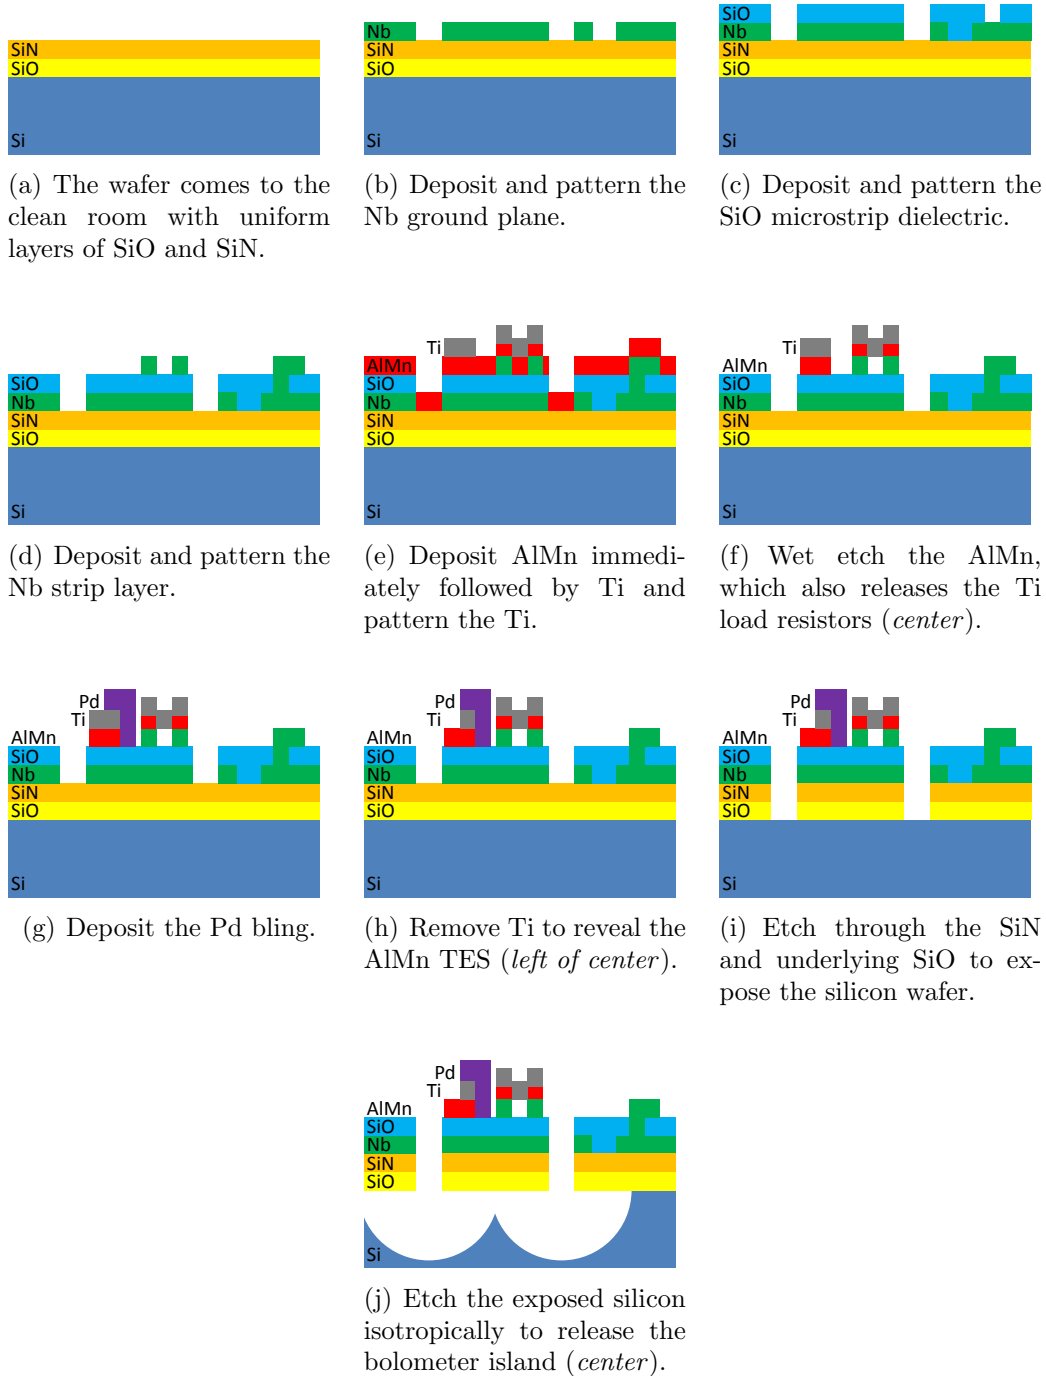 SiN
SiO
Si
(a) The wafer comes to the
clean room with uniform
layers of SiO and SiN.
Nb
SiN
SiO
Si
(b) Deposit and pattern the
Nb ground plane.
SiO
Nb
SiN
SiO
Si
(c) Deposit and pattern the
SiO microstrip dielectric.
SiO
Nb
SiN
SiO
Si
(d) Deposit and pattern the
Nb strip layer.
Ti
AlMn
SiO
Nb
SiN
SiO
Si
(e) Deposit AlMn immedi-
ately followed by Ti and
pattern the Ti.
Ti
AlMn
SiO
Nb
SiN
SiO
Si
(f) Wet etch the AlMn,
which also releases the Ti
load resistors (center).
Pd
Ti
AlMn
SiO
Nb
SiN
SiO
Si
(g) Deposit the Pd bling.
Pd
Ti
AlMn
SiO
Nb
SiN
SiO
Si
(h) Remove Ti to reveal the
AlMn TES (left of center).
Pd
Ti
AlMn
SiO
Nb
SiN
SiO
Si
(i) Etch through the SiN
and underlying SiO to ex-
pose the silicon wafer.
Pd
Ti
AlMn
SiO
Nb
SiN
SiO
Si
(j) Etch the exposed silicon
isotropically to release the
bolometer island (center).